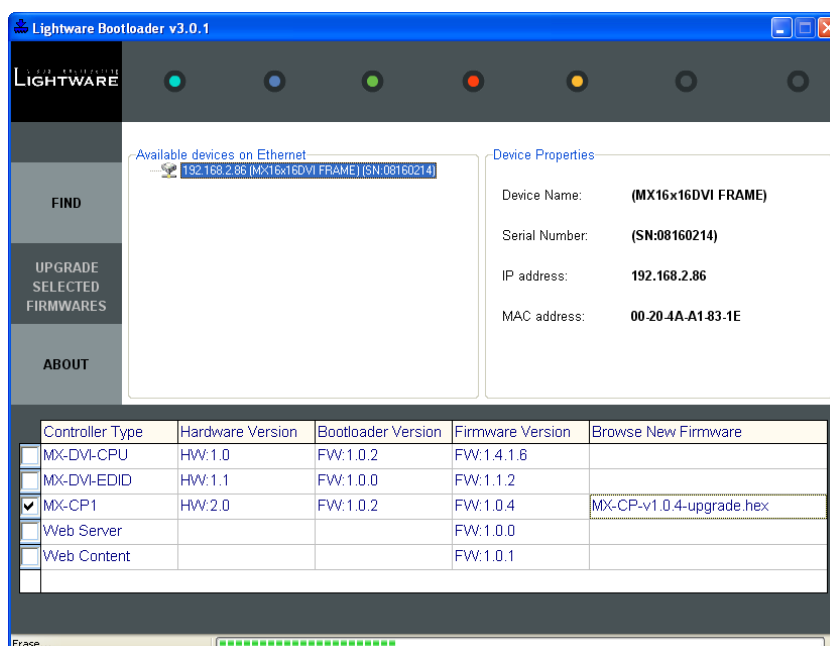 Lightware Bootloader v3.0.1
LIGHTWARE
Available devices on Ethernet
192.168.2.86 (MX16x16DVI FRAME) (SN:08160214)
Device Properties
Device Name: (MX16x16DVI FRAME)
Serial Number: (SN:08160214)
IP address: 192.168.2.86
MAC address: 00-20-4A-A1-83-1E
FIND
UPGRADE
SELECTED
FIRMWARES
ABOUT
Controller Type Hardware Version Bootloader Version Firmware Version Browse New Firmware
MX-DVI-CPU HW:1.0 FW:1.0.2 FW:1.4.1.6
MX-DVI-EDID HW:1.1 FW:1.0.0 FW:1.1.2
MX-CP1 HW:2.0 FW:1.0.2 FW:1.0.4 MX-CP-v1.0.4-upgrade.hex
Web Server FW:1.0.0
Web Content FW:1.0.1
Erase